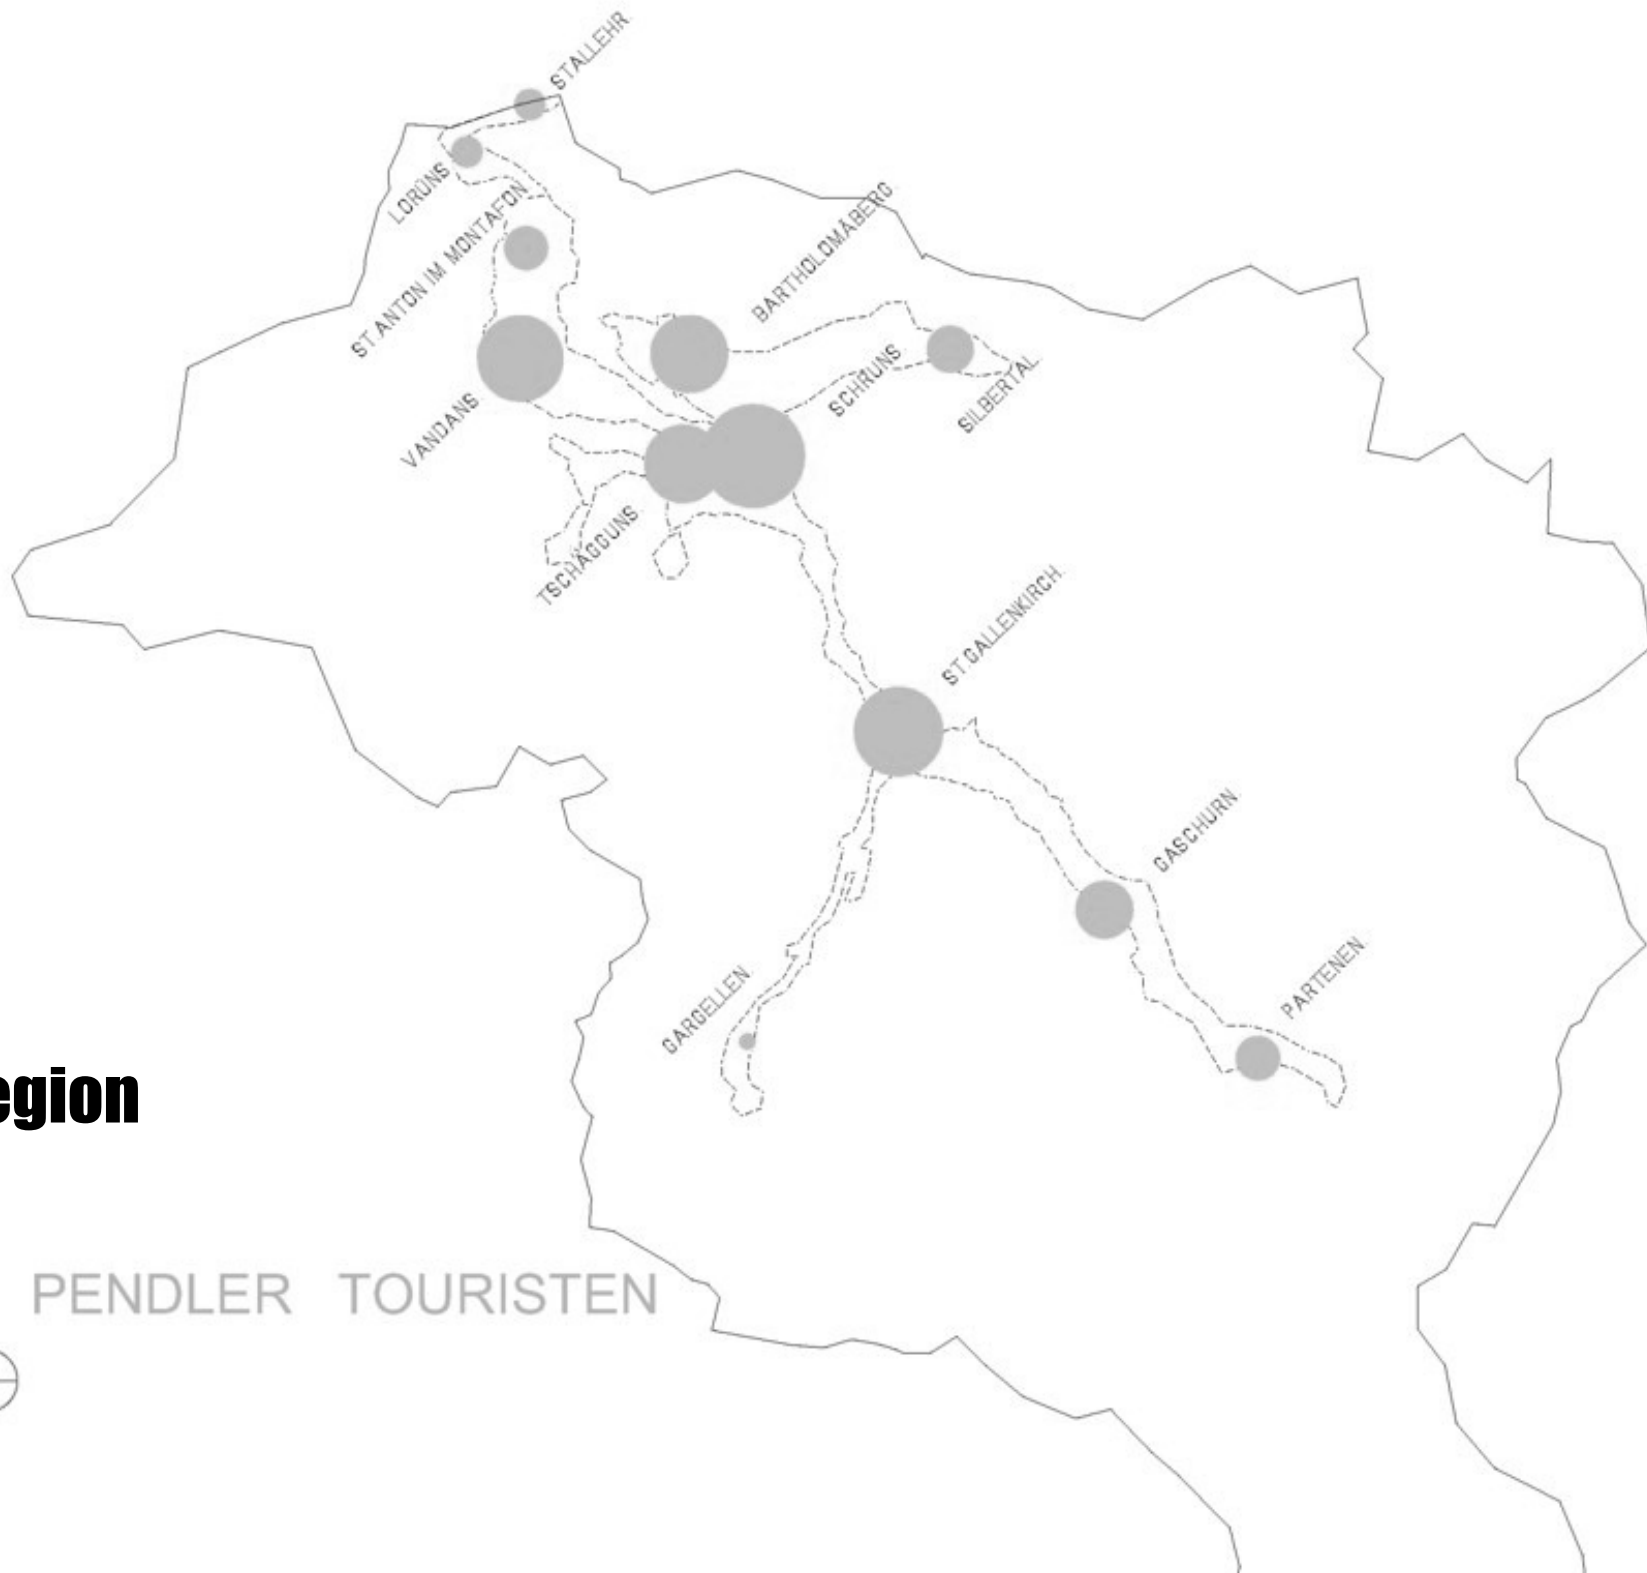 STALLEHR
LORÜNS
ST.ANTON IM MONTAFON
BARTHOLOMÄBERG
SCHRUNS
SILBERTAL
VANDANS
TSCHAGGUNS
ST.GALLENKIRCH
GASCHURN
PARTENEN
GARGELLEN
egion
PENDLER TOURISTEN